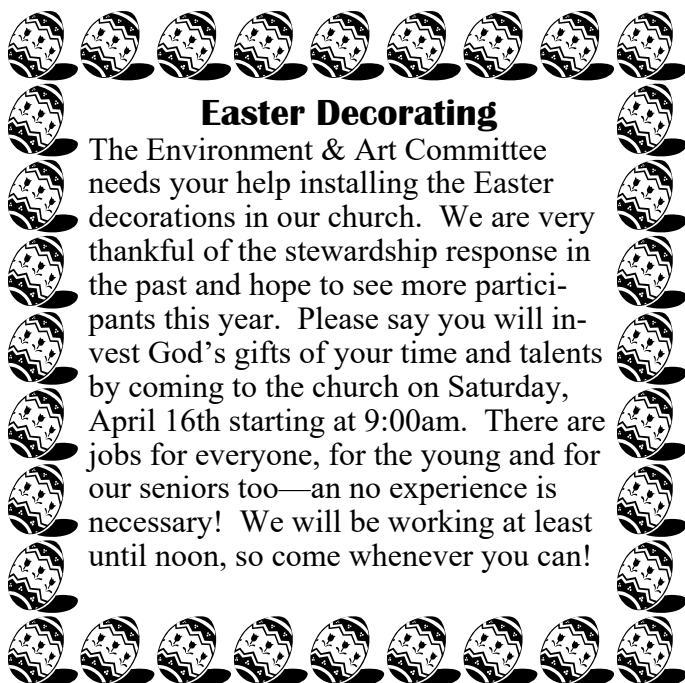 Easter Decorating
The Environment & Art Committee
needs your help installing the Easter
decorations in our church.  We are very
thankful of the stewardship response in
the past and hope to see more partici-
pants this year.  Please say you will in-
vest God’s gifts of your time and talents
by coming to the church on Saturday,
April 16th starting at 9:00am.  There are
jobs for everyone, for the young and for
our seniors too—an no experience is
necessary!  We will be working at least
until noon, so come whenever you can!